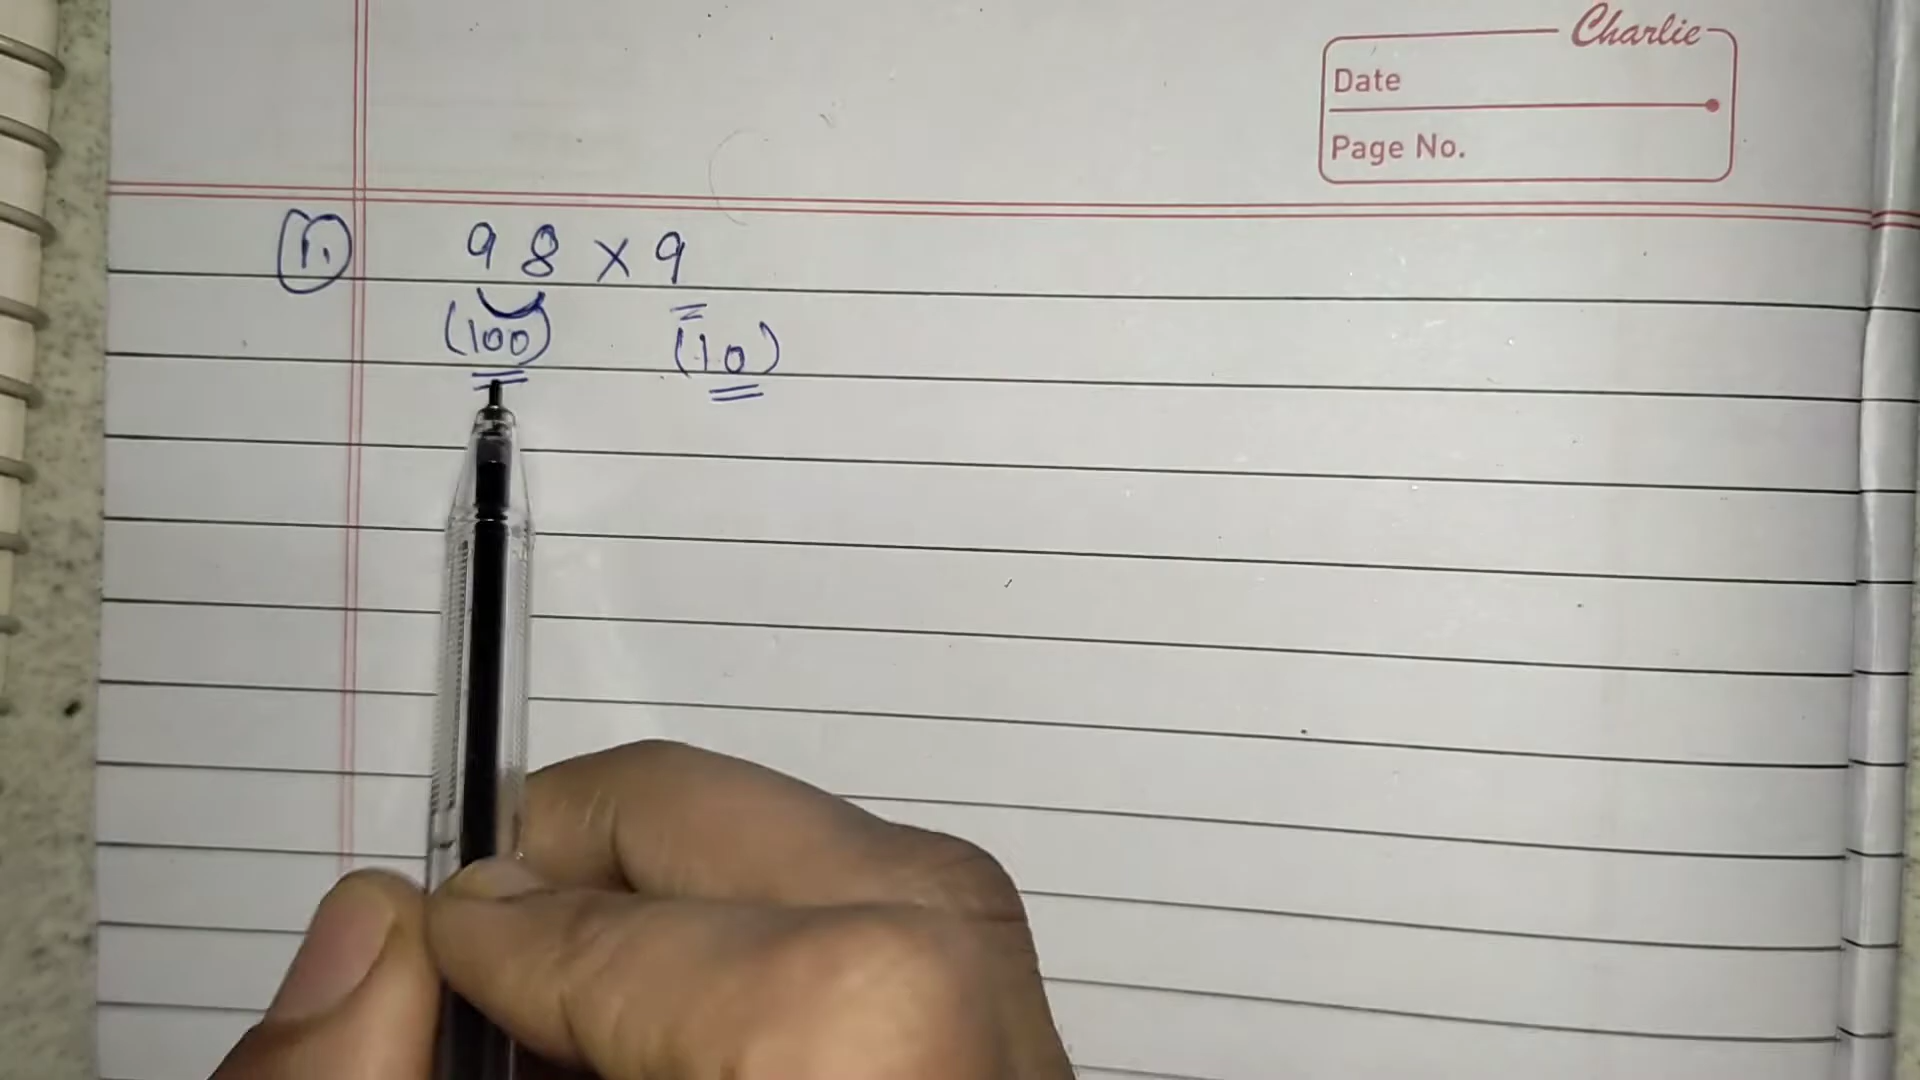 Charlie
Date
Page No.
1. 98 × 9
(100) (10)